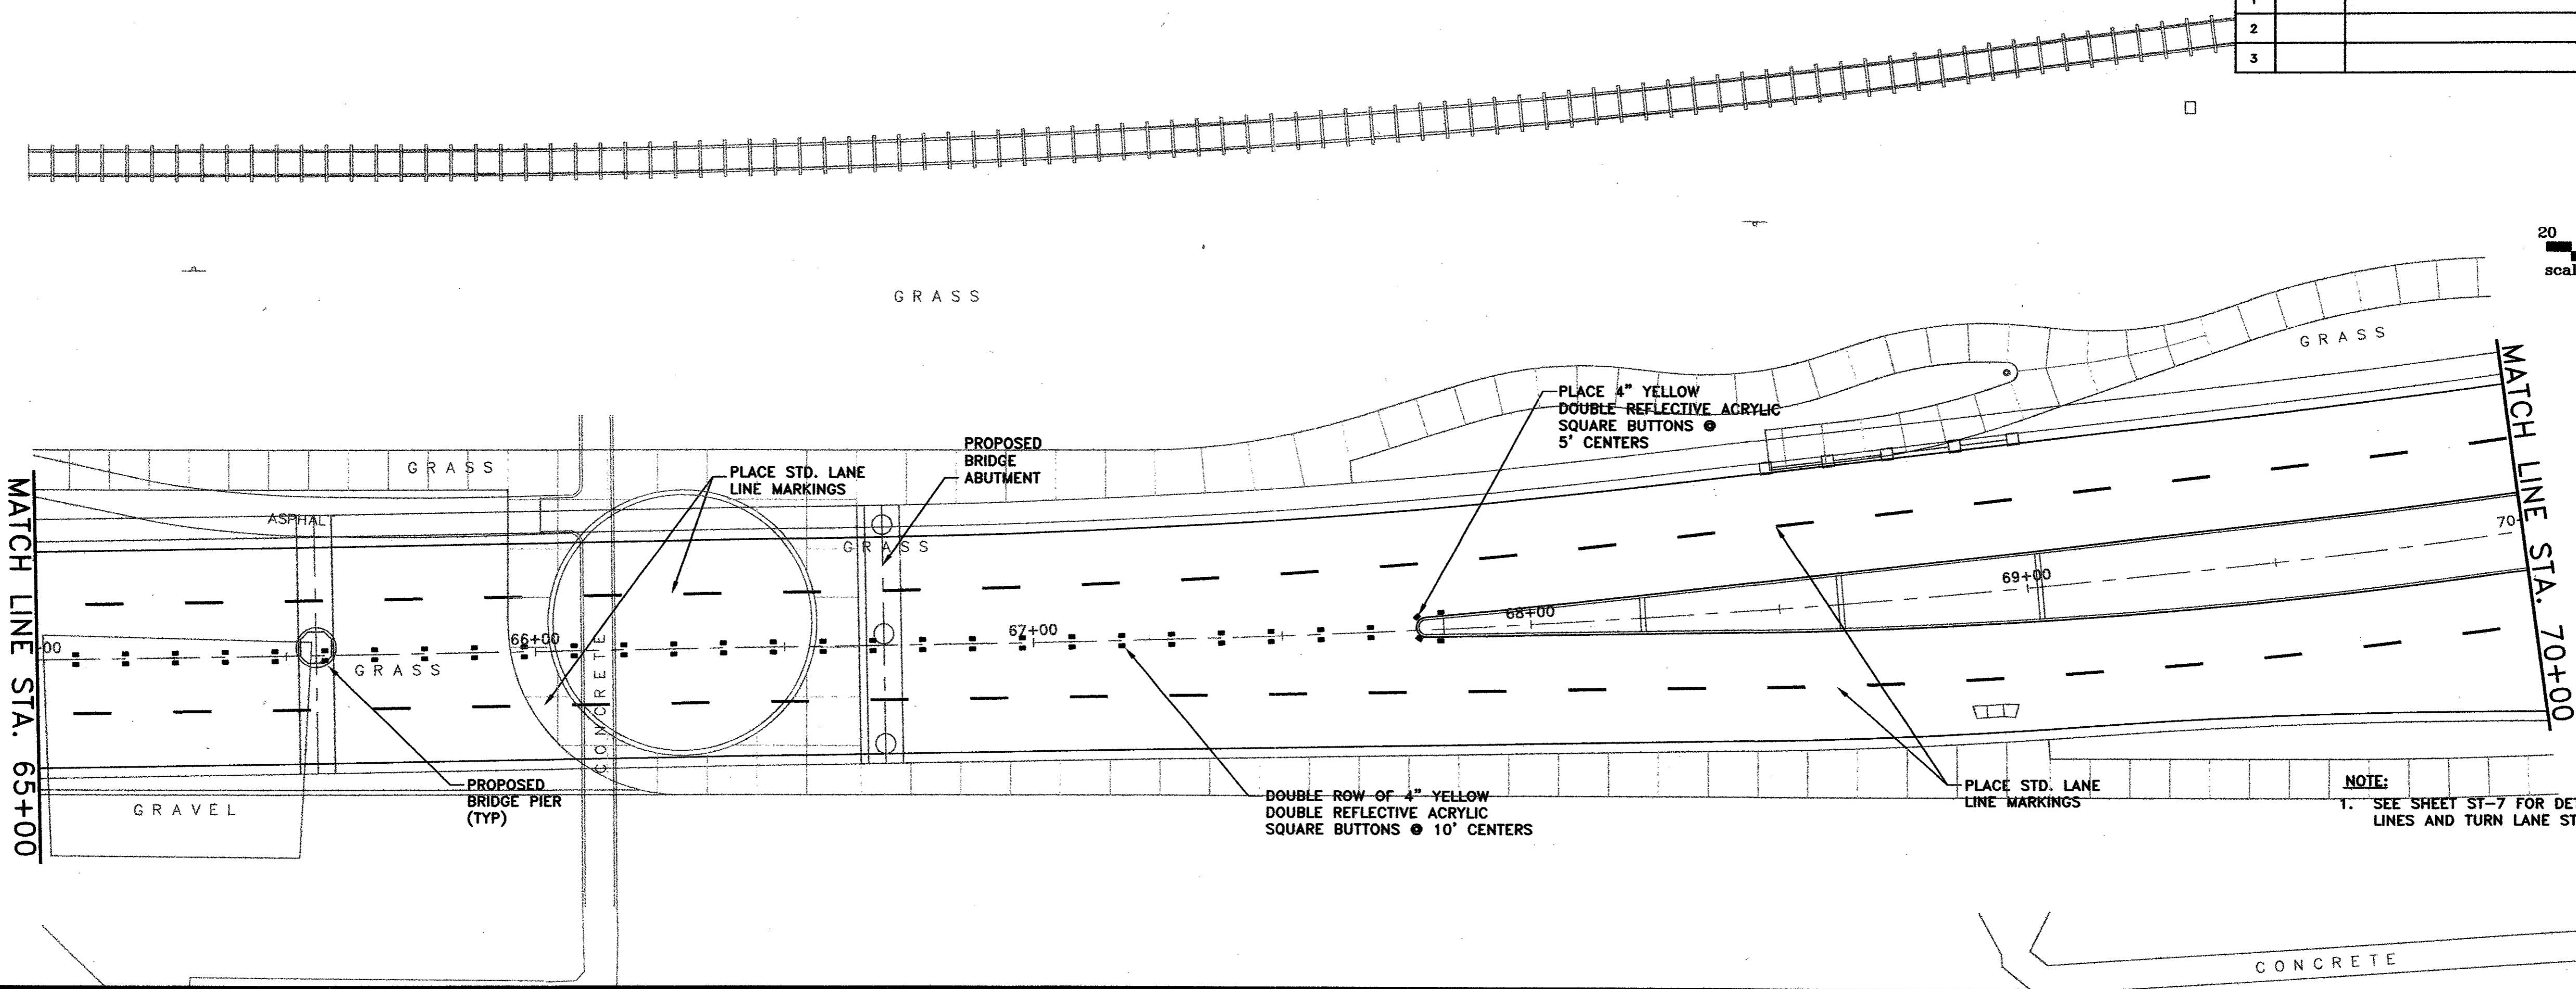 1
2
3
20
scal
GRASS
GRASS
MATCH LINE STA. 70+00
PLACE 4" YELLOW
DOUBLE REFLECTIVE ACRYLIC
SQUARE BUTTONS @
5' CENTERS
PROPOSED
BRIDGE
ABUTMENT
GRASS
PLACE STD. LANE
LINE MARKINGS
MATCH LINE STA. 65+00
ASPHAL
GRASS
70
69+00
68+00
67+00
66+00
00
GRASS
CONCRETE
PROPOSED
BRIDGE PIER
(TYP)
GRAVEL
DOUBLE ROW OF 4" YELLOW
DOUBLE REFLECTIVE ACRYLIC
SQUARE BUTTONS @ 10' CENTERS
PLACE STD. LANE
LINE MARKINGS
NOTE:
1. SEE SHEET ST-7 FOR DE
LINES AND TURN LANE ST
CONCRETE